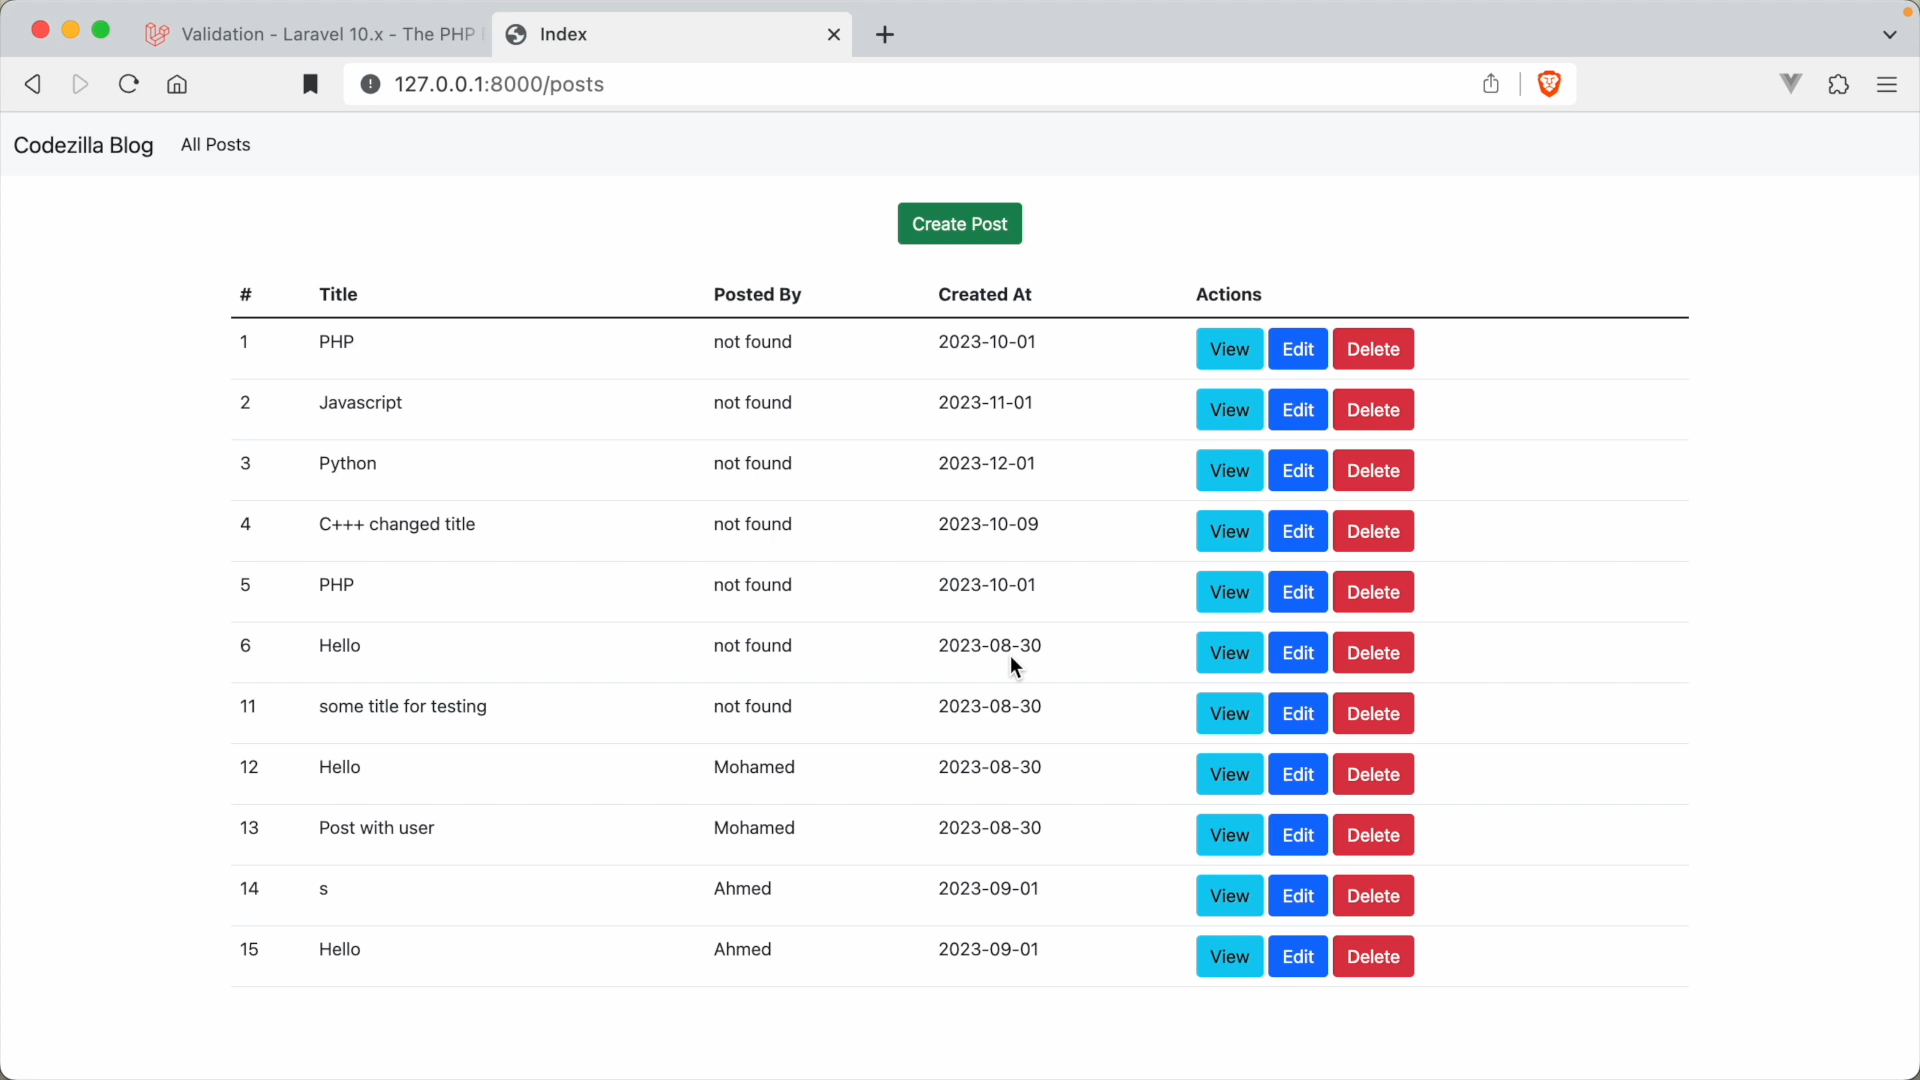 Validation - Laravel 10.x - The PHP
Index
127.0.0.1:8000/posts
Codezilla Blog All Posts
Create Post
# Title Posted By Created At Actions
1 PHP not found 2023-10-01 View Edit Delete
2 Javascript not found 2023-11-01 View Edit Delete
3 Python not found 2023-12-01 View Edit Delete
4 C+++ changed title not found 2023-10-09 View Edit Delete
5 PHP not found 2023-10-01 View Edit Delete
6 Hello not found 2023-08-30 View Edit Delete
11 some title for testing not found 2023-08-30 View Edit Delete
12 Hello Mohamed 2023-08-30 View Edit Delete
13 Post with user Mohamed 2023-08-30 View Edit Delete
14 s Ahmed 2023-09-01 View Edit Delete
15 Hello Ahmed 2023-09-01 View Edit Delete